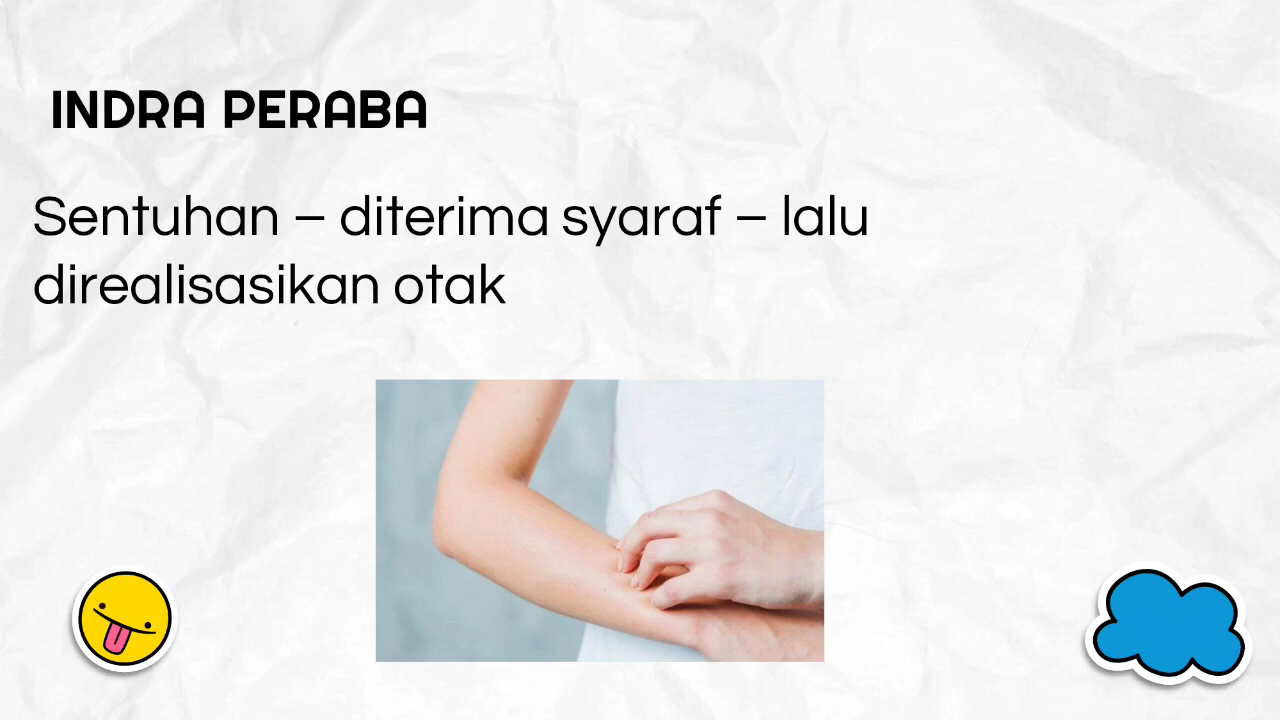 INDRA PERABA
Sentuhan – diterima syaraf – lalu
direalisasikan otak